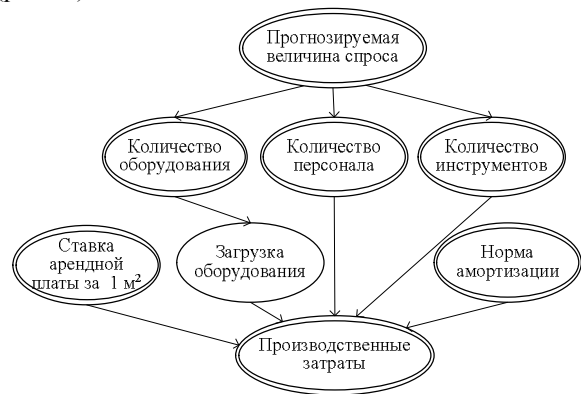 Прогнозируемая
величина спроса
Количество
оборудования
Количество
персонала
Количество
инструментов
Ставка
арендной
платы за 1 м²
Загрузка
оборудования
Норма
амортизации
Производственные
затраты